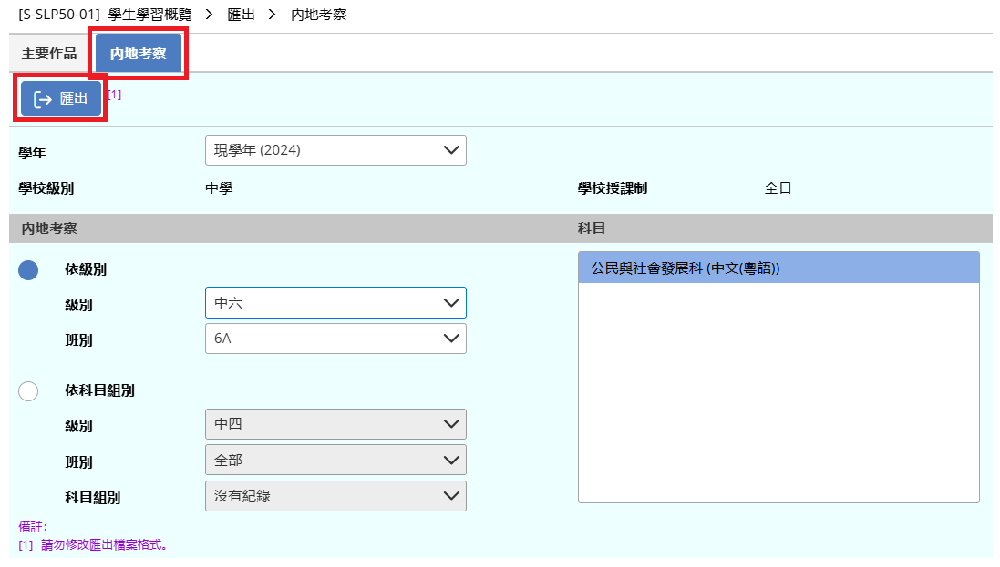 [S-SLP50-01] 學生學習概覽 > 匯出 > 內地考察
主要作品 內地考察
匯出 [1]
學年 現學年 (2024)
學校級別 中學 學校授課制 全日
內地考察 科目
依級別 公民與社會發展科 (中文(粵語))
級別 中六
班別 6A
依科目組別
級別 中四
班別 全部
科目組別 沒有紀錄
備註:
[1] 請勿修改匯出檔案格式。